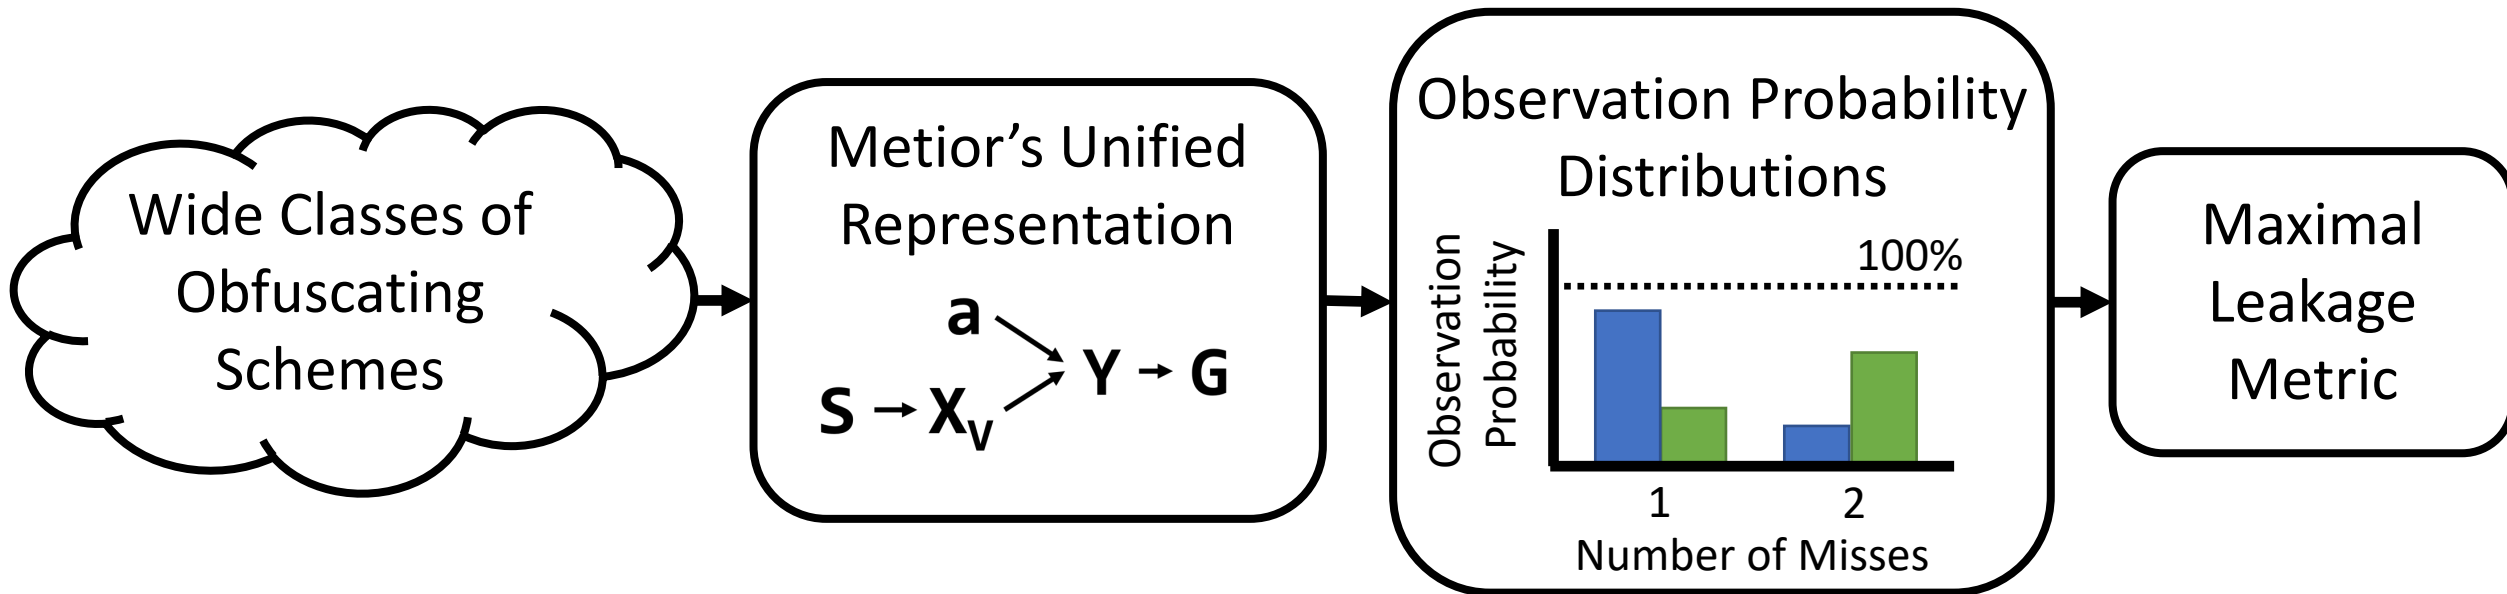 Wide Classes of
Obfuscating
Schemes
Metior´s Unified
Representation
a
S
X_V
Y
G
Observation Probability
Distributions
Observation
Probability
100%
1
2
Number of Misses
Maximal
Leakage
Metric